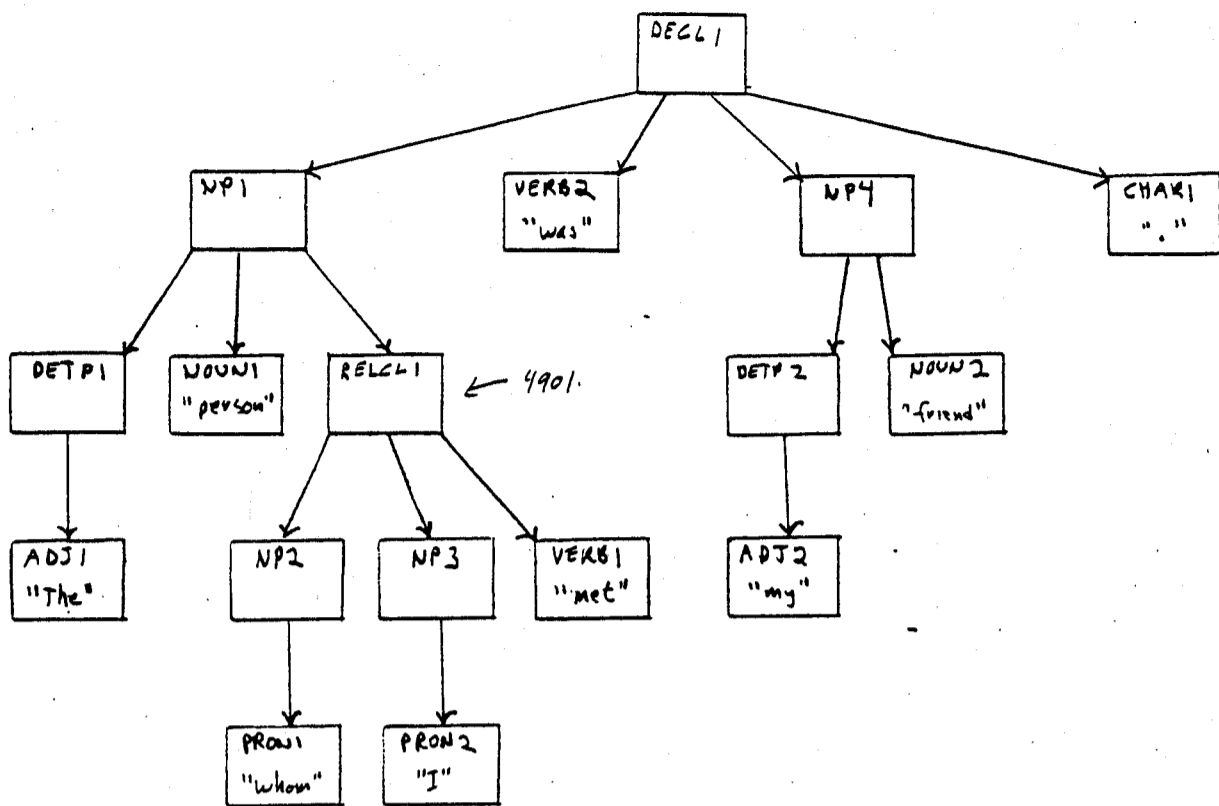 DECL1
NP1
VERB2
"was"
NP4
CHAR1
"."
DETP1
NOUN1
"person"
RELCL1
← 4901.
DETP2
NOUN2
"friend"
ADJ1
"The"
NP2
NP3
VERB1
"met"
ADJ2
"my"
PRON1
"whom"
PRON2
"I"